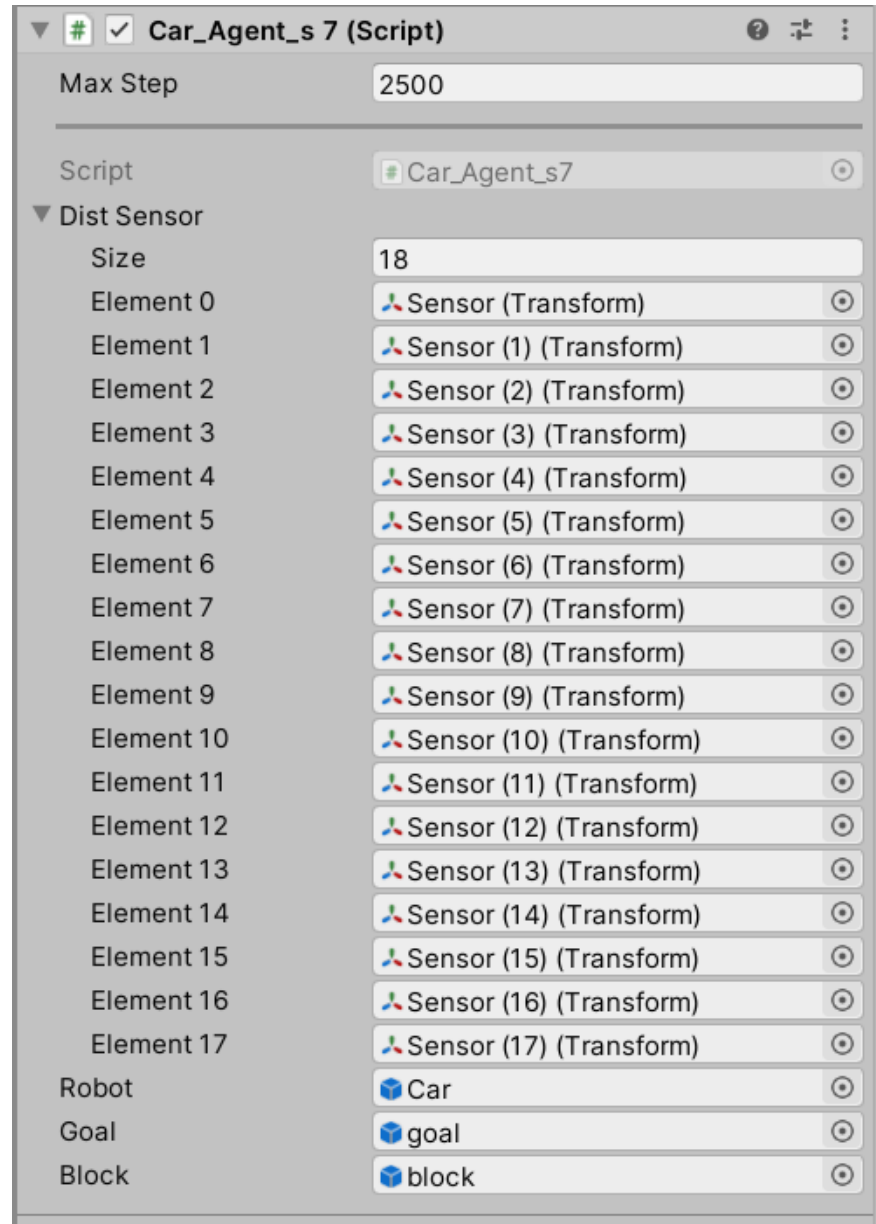 Car_Agent_s 7 (Script)
Max Step 2500
Script Car_Agent_s7
Dist Sensor
Size 18
Element 0 Sensor (Transform)
Element 1 Sensor (1) (Transform)
Element 2 Sensor (2) (Transform)
Element 3 Sensor (3) (Transform)
Element 4 Sensor (4) (Transform)
Element 5 Sensor (5) (Transform)
Element 6 Sensor (6) (Transform)
Element 7 Sensor (7) (Transform)
Element 8 Sensor (8) (Transform)
Element 9 Sensor (9) (Transform)
Element 10 Sensor (10) (Transform)
Element 11 Sensor (11) (Transform)
Element 12 Sensor (12) (Transform)
Element 13 Sensor (13) (Transform)
Element 14 Sensor (14) (Transform)
Element 15 Sensor (15) (Transform)
Element 16 Sensor (16) (Transform)
Element 17 Sensor (17) (Transform)
Robot Car
Goal goal
Block block